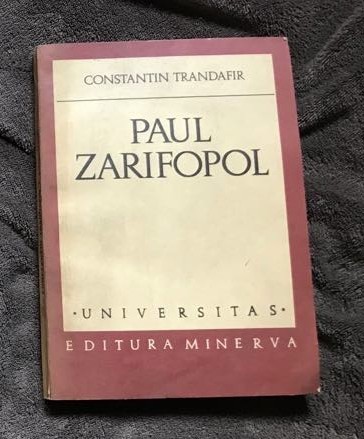 CONSTANTIN TRANDAFIR
PAUL
ZARIFOPOL
·UNIVERSITAS·
EDITURA MINERVA